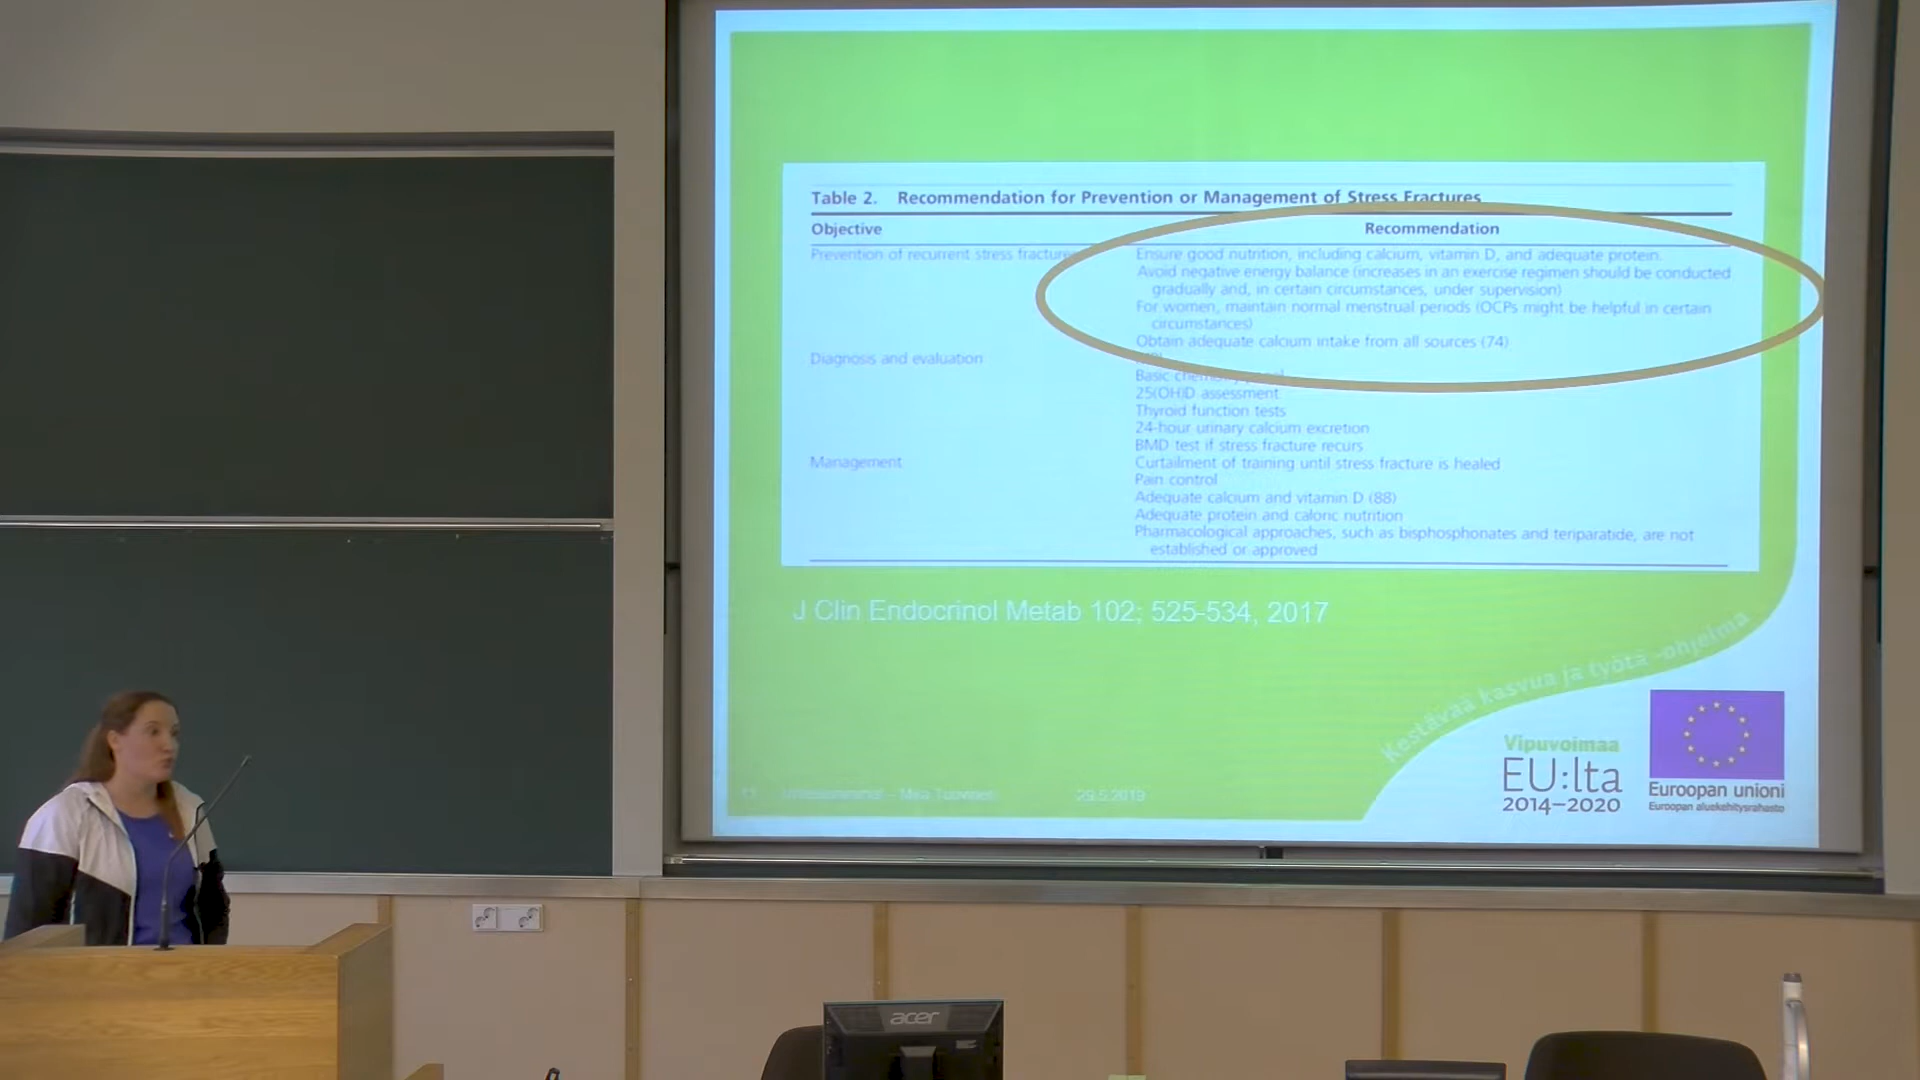 Table 2. Recommendation for Prevention or Management of Stress Fractures
Objective Recommendation
Prevention of recurrent stress fracture Ensure good nutrition, including calcium, vitamin D, and adequate protein.
Avoid negative energy balance (increases in an exercise regimen should be conducted
gradually and, in certain circumstances, under supervision)
For women, maintain normal menstrual periods (OCPs might be helpful in certain
circumstances)
Obtain adequate calcium intake from all sources (74)
Diagnosis and evaluation
Basic chemistry panel
25(OH)D assessment
Thyroid function tests
24-hour urinary calcium excretion
BMD test if stress fracture recurs
Management Curtailment of training until stress fracture is healed
Pain control
Adequate calcium and vitamin D (88)
Adequate protein and caloric nutrition
Pharmacological approaches, such as bisphosphonates and teriparatide, are not
established or approved
J Clin Endocrinol Metab 102; 525-534, 2017
Kestävää kasvua ja työtä -ohjelma
Vipuvoimaa
EU:lta
2014–2020
Euroopan unioni
Euroopan aluekehitysrahasto
– Miia Tuovinen 29.5.2019
acer